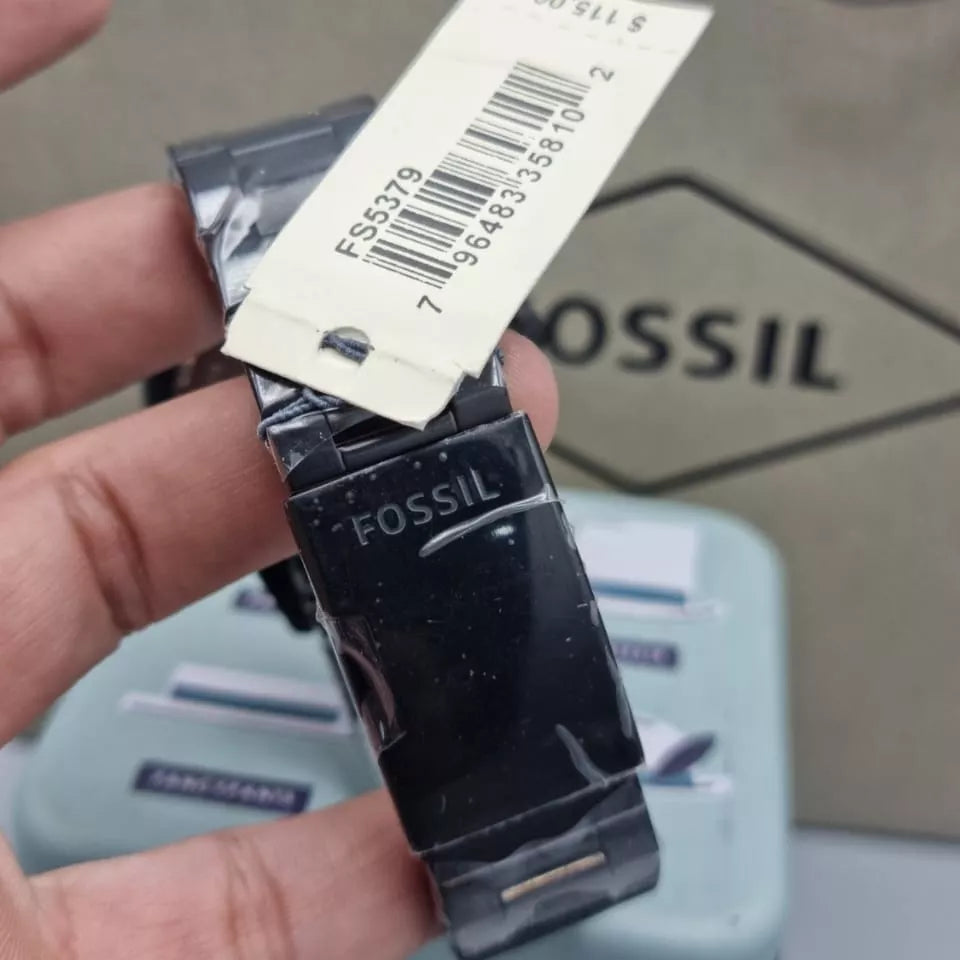 $ 115.00
FS5379
7 96483 35810 2
FOSSIL
FOSSIL